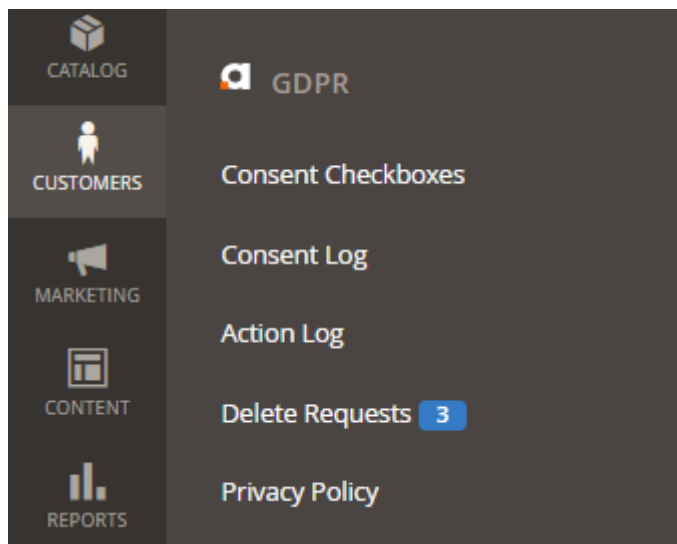 CATALOG
CUSTOMERS
MARKETING
CONTENT
REPORTS
a GDPR
Consent Checkboxes
Consent Log
Action Log
Delete Requests 3
Privacy Policy